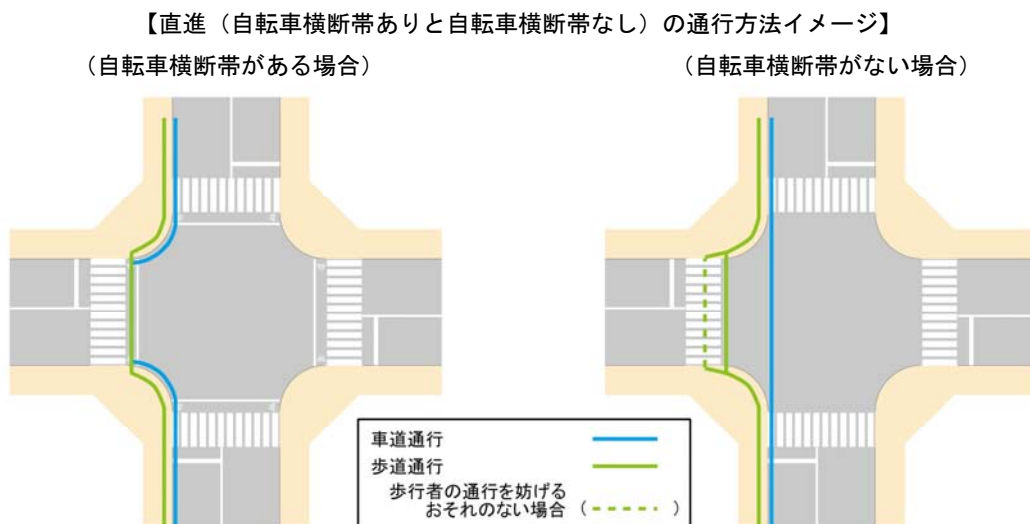 【直進（自転車横断帯ありと自転車横断帯なし）の通行方法イメージ】
（自転車横断帯がある場合）
（自転車横断帯がない場合）
車道通行
歩道通行
歩行者の通行を妨げる
おそれのない場合（　　　）